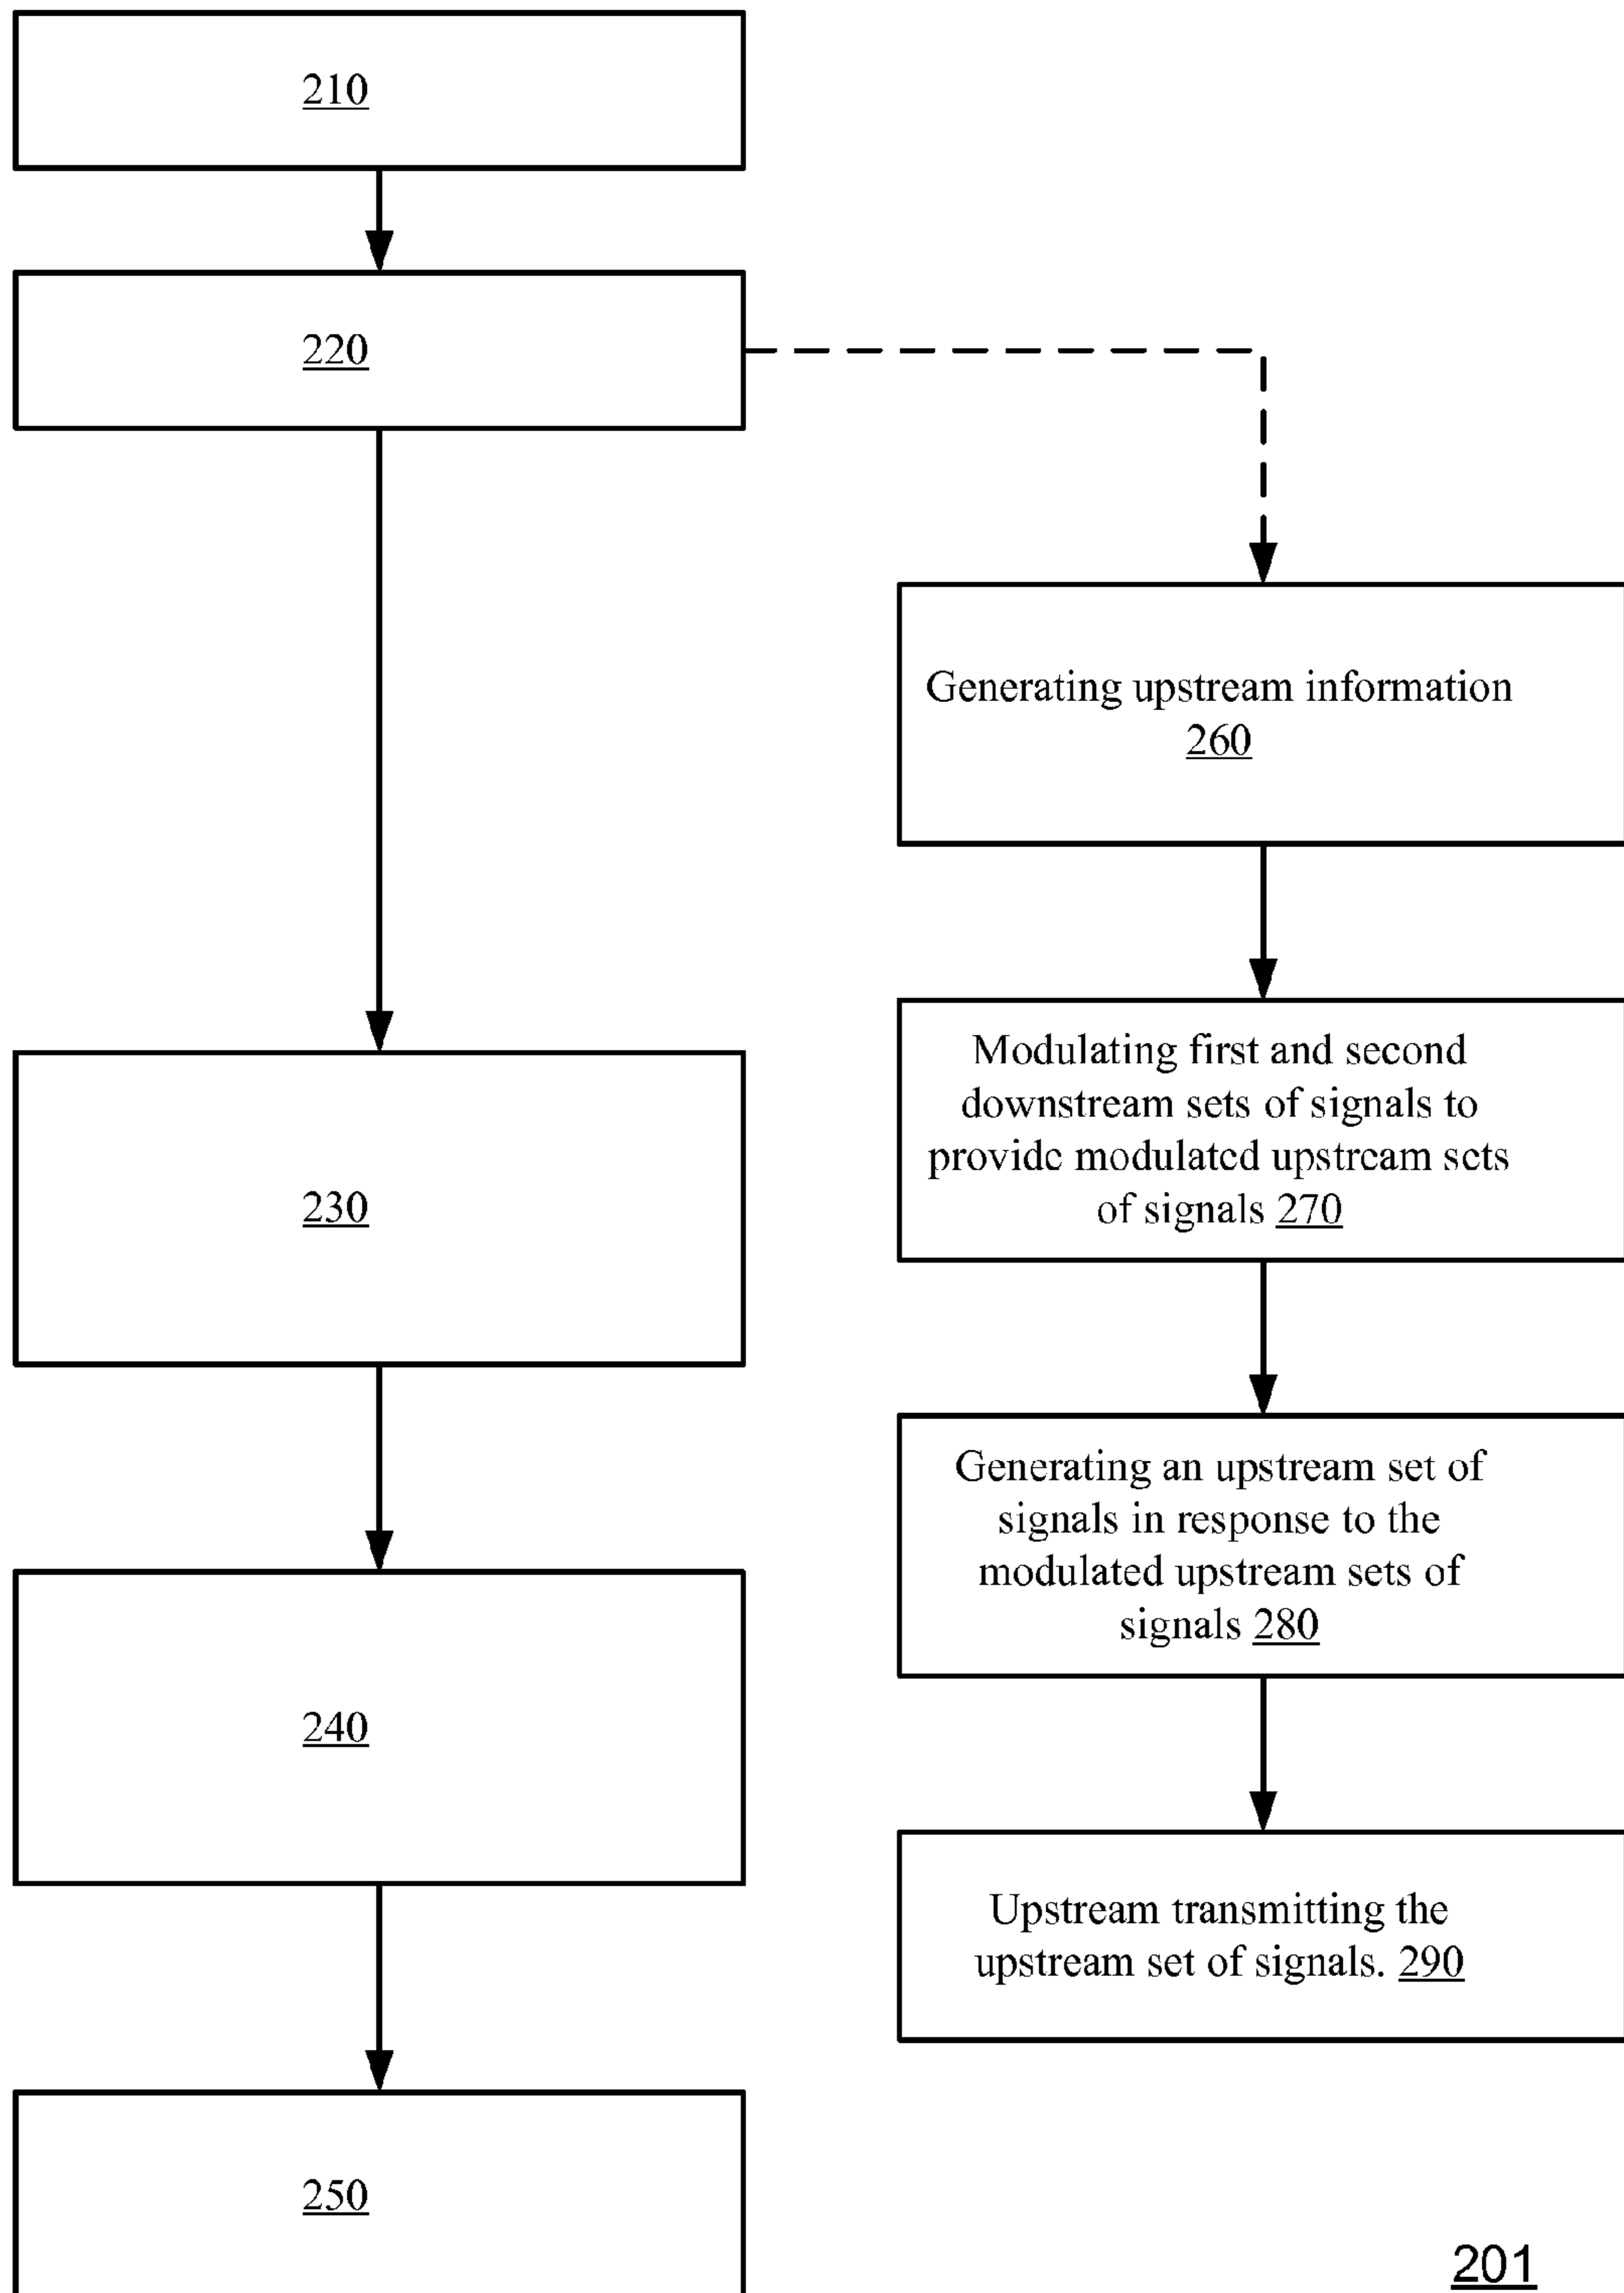 210
220
230
240
250
Generating upstream information
260
Modulating first and second
downstream sets of signals to
provide modulated upstream sets
of signals 270
Generating an upstream set of
signals in response to the
modulated upstream sets of
signals 280
Upstream transmitting the
upstream set of signals. 290
201